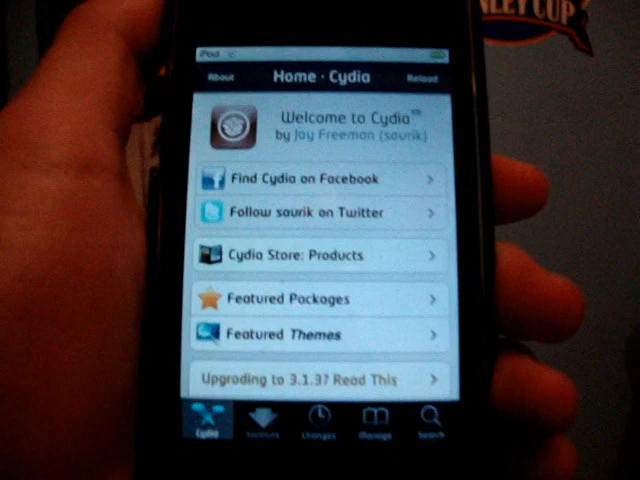 NLEY CUP
iPod
About
Home · Cydia
Reload
Welcome to Cydia™
by Jay Freeman (saurik)
Find Cydia on Facebook
Follow saurik on Twitter
Cydia Store: Products
Featured Packages
Featured Themes
Upgrading to 3.1.3? Read This
Cydia
Sections
Changes
Manage
Search